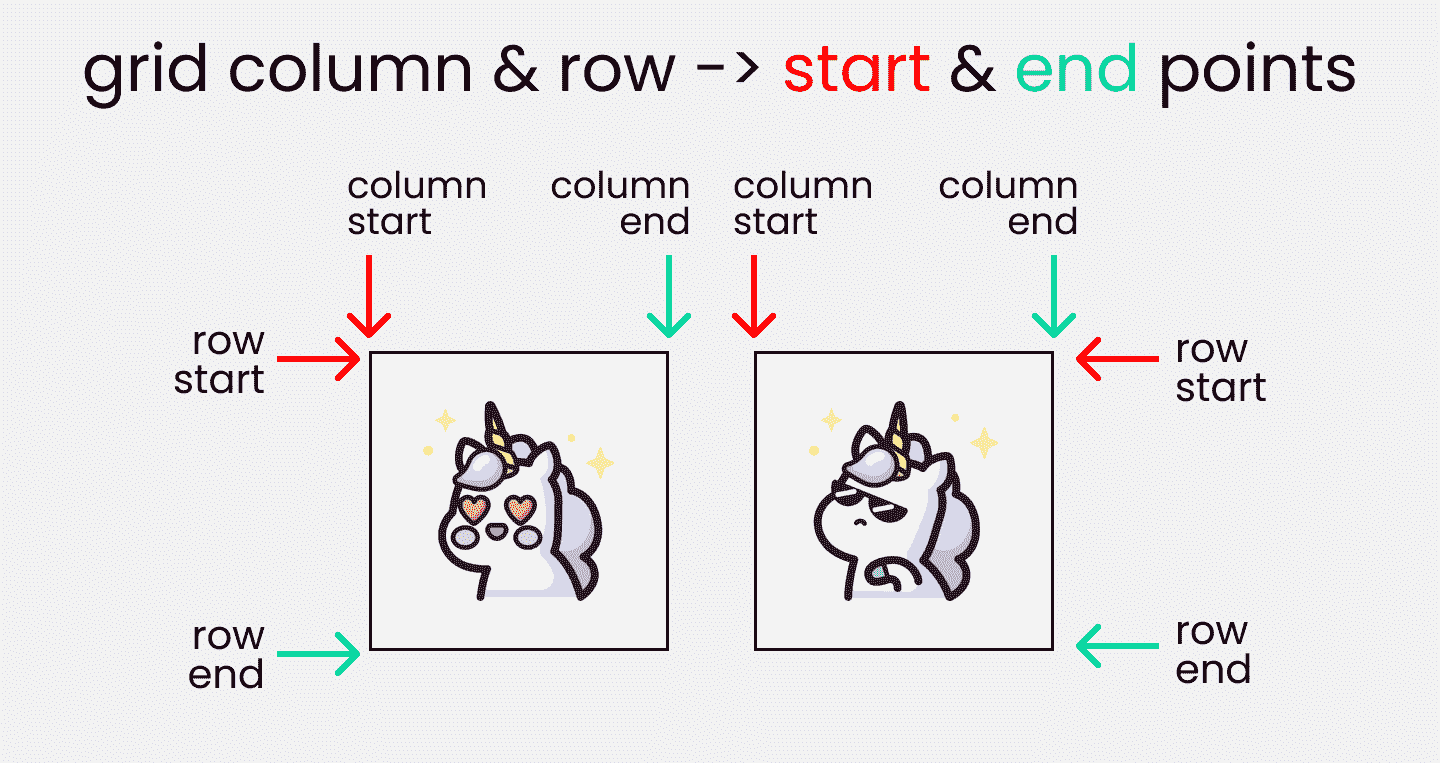 grid column & row -> start & end points
column
start
column
end
column
start
column
end
row
start
row
start
row
end
row
end